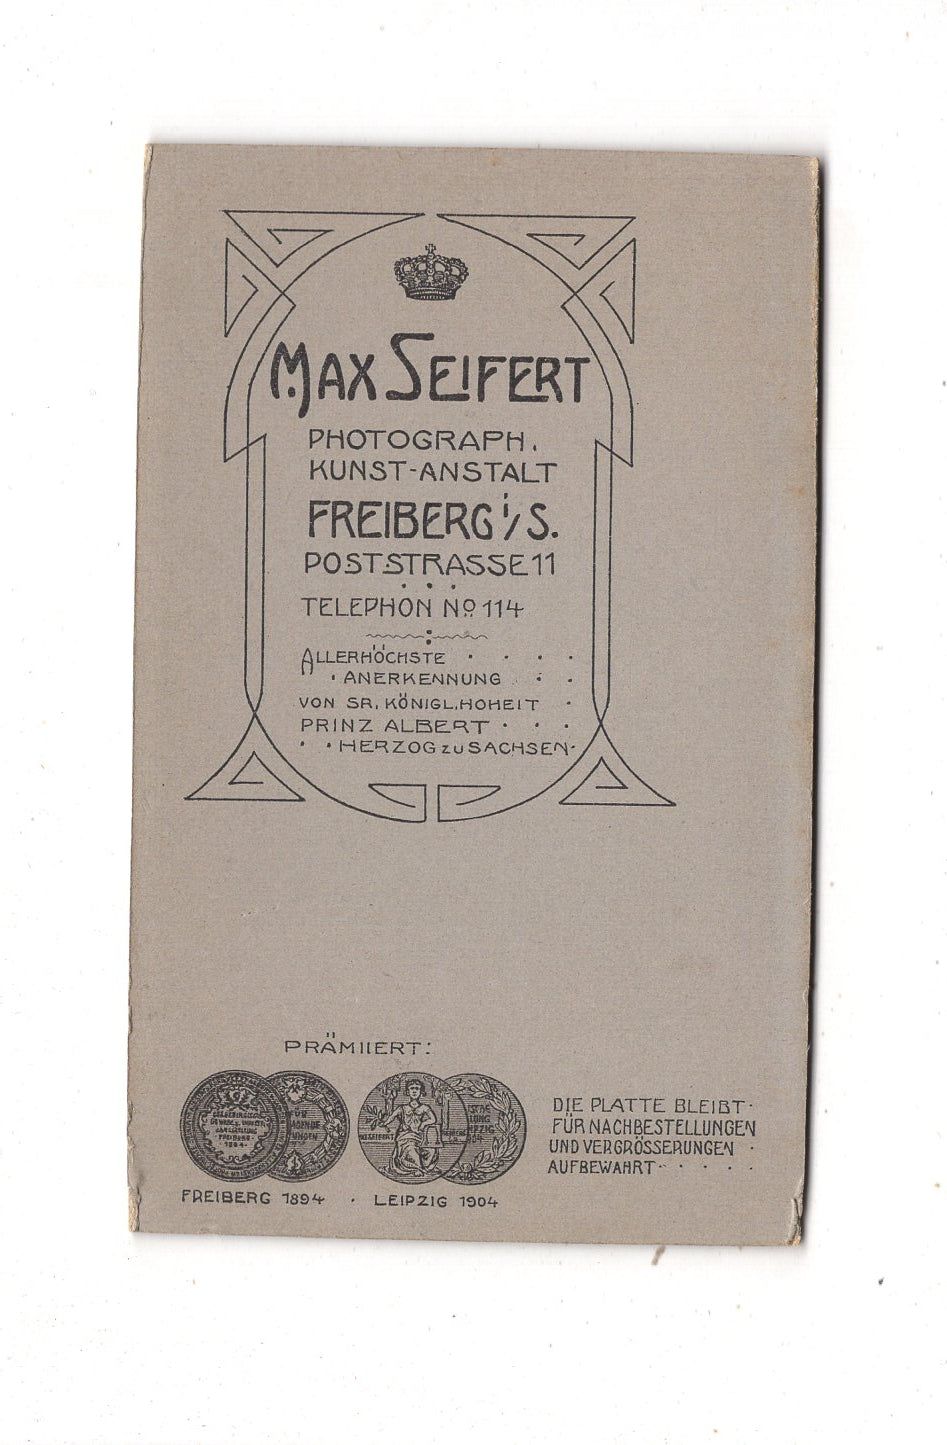 MAX SEIFERT
PHOTOGRAPH.
KUNST-ANSTALT
FREIBERG i/S.
POSTSTRASSE 11
TELEPHON No 114
ALLERHÖCHSTE
ANERKENNUNG
VON SR. KÖNIGL. HOHEIT
PRINZ ALBERT
HERZOG ZU SACHSEN
PRÄMIIERT:
FREIBERG 1894 · LEIPZIG 1904
DIE PLATTE BLEIBT
FÜR NACHBESTELLUNGEN
UND VERGRÖSSERUNGEN
AUFBEWAHRT